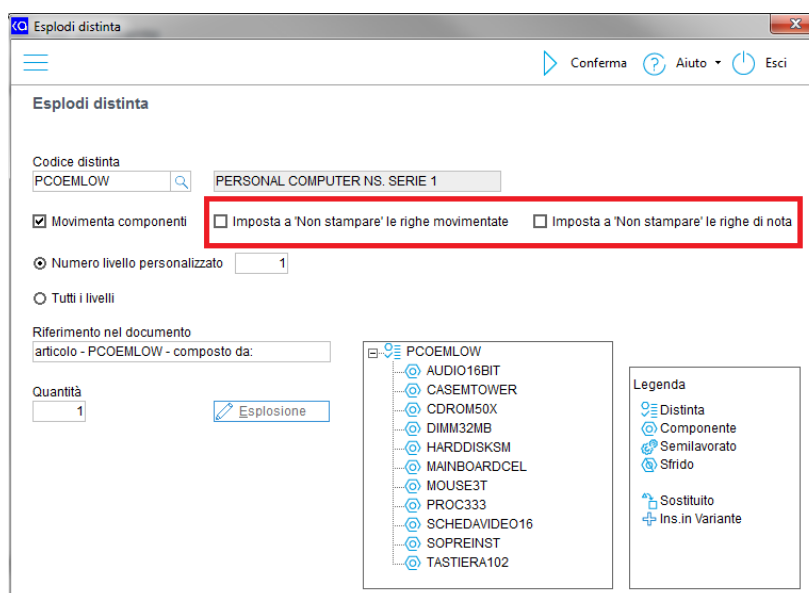 Esplodi distinta
Conferma
Aiuto
Esci
Esplodi distinta
Codice distinta
PCOEMLOW
PERSONAL COMPUTER NS. SERIE 1
Movimenta componenti
Imposta a 'Non stampare' le righe movimentate
Imposta a 'Non stampare' le righe di nota
Numero livello personalizzato
1
Tutti i livelli
Riferimento nel documento
articolo - PCOEMLOW - composto da:
Quantità
1
Esplosione
PCOEMLOW
AUDIO16BIT
CASEMTOWER
CDROM50X
DIMM32MB
HARDDISKSM
MAINBOARDCEL
MOUSE3T
PROC333
SCHEDAVIDEO16
SOPREINST
TASTIERA102
Legenda
Distinta
Componente
Semilavorato
Sfrido
Sostituito
Ins.in Variante